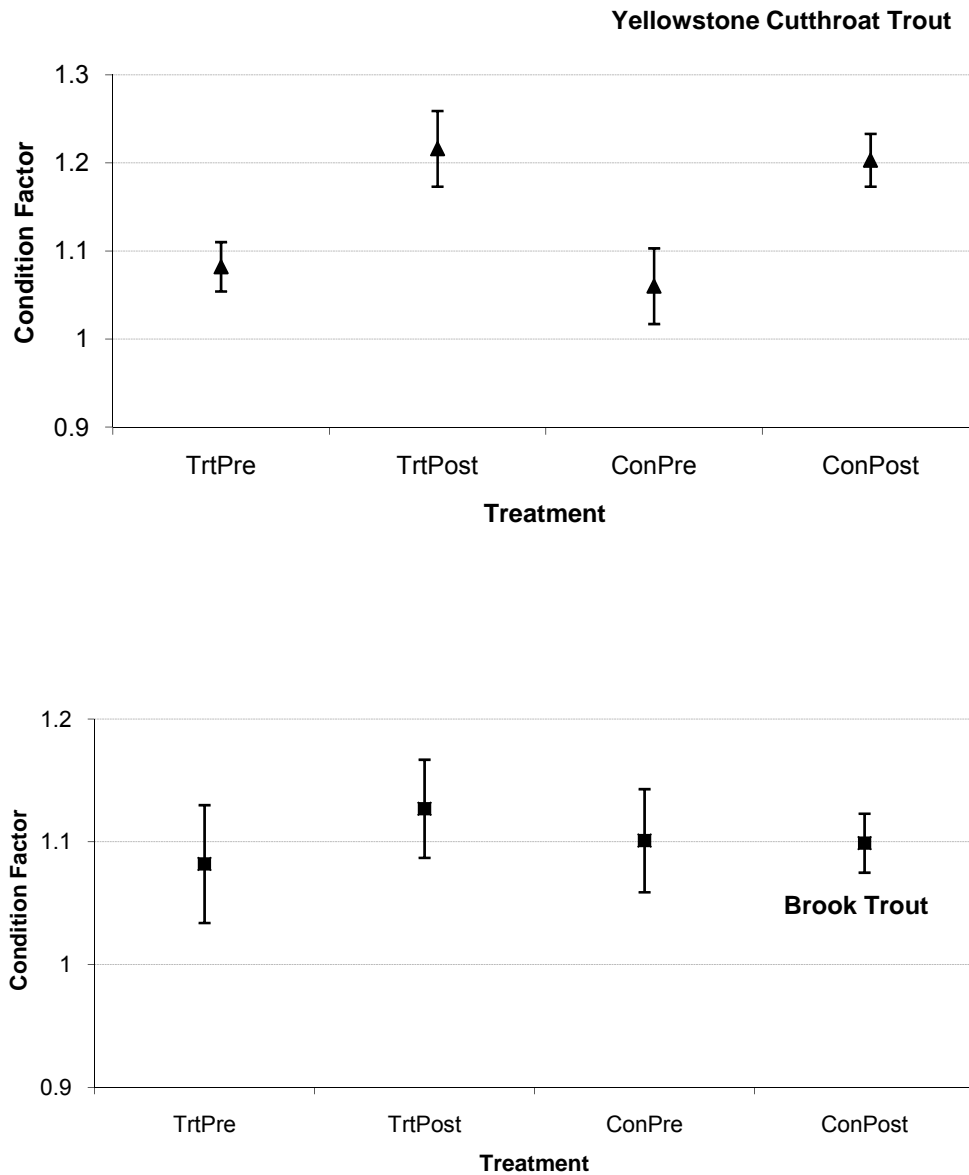 Yellowstone Cutthroat Trout
1.3
1.2
1.1
1
0.9
Condition Factor
TrtPre TrtPost ConPre ConPost
Treatment
1.2
1.1
1
0.9
Condition Factor
Brook Trout
TrtPre TrtPost ConPre ConPost
Treatment